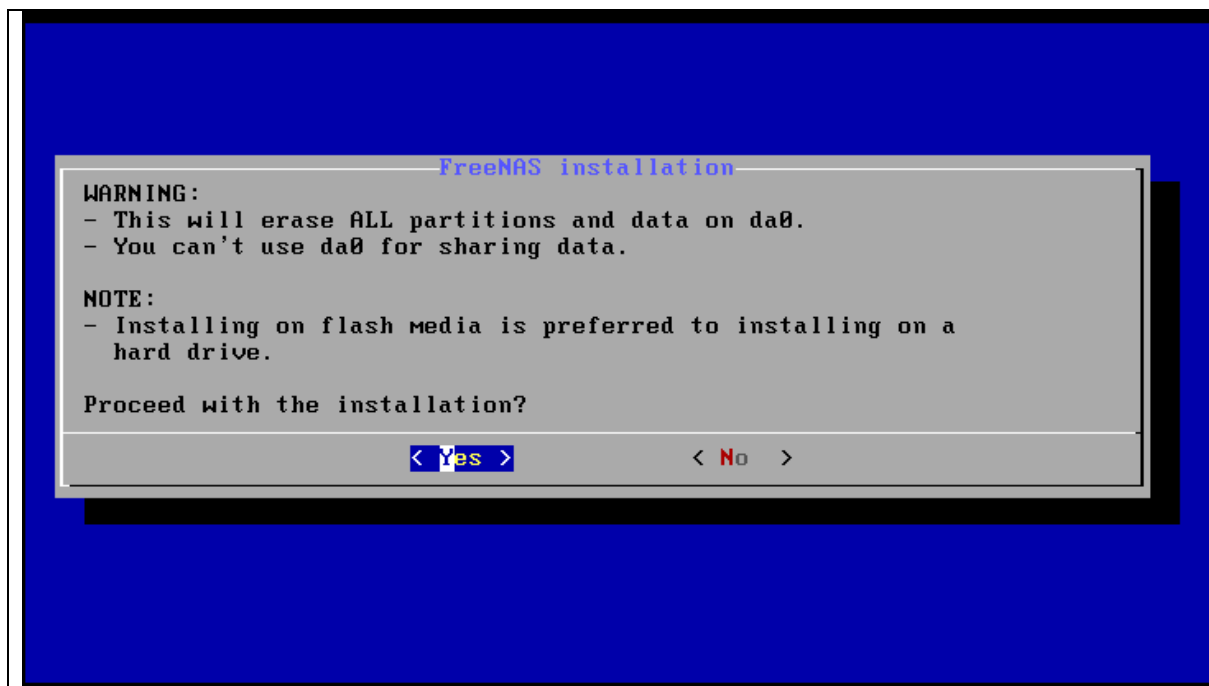 FreeNAS installation
WARNING:
- This will erase ALL partitions and data on da0.
- You can't use da0 for sharing data.
NOTE:
- Installing on flash media is preferred to installing on a
hard drive.
Proceed with the installation?
< Yes > < No >